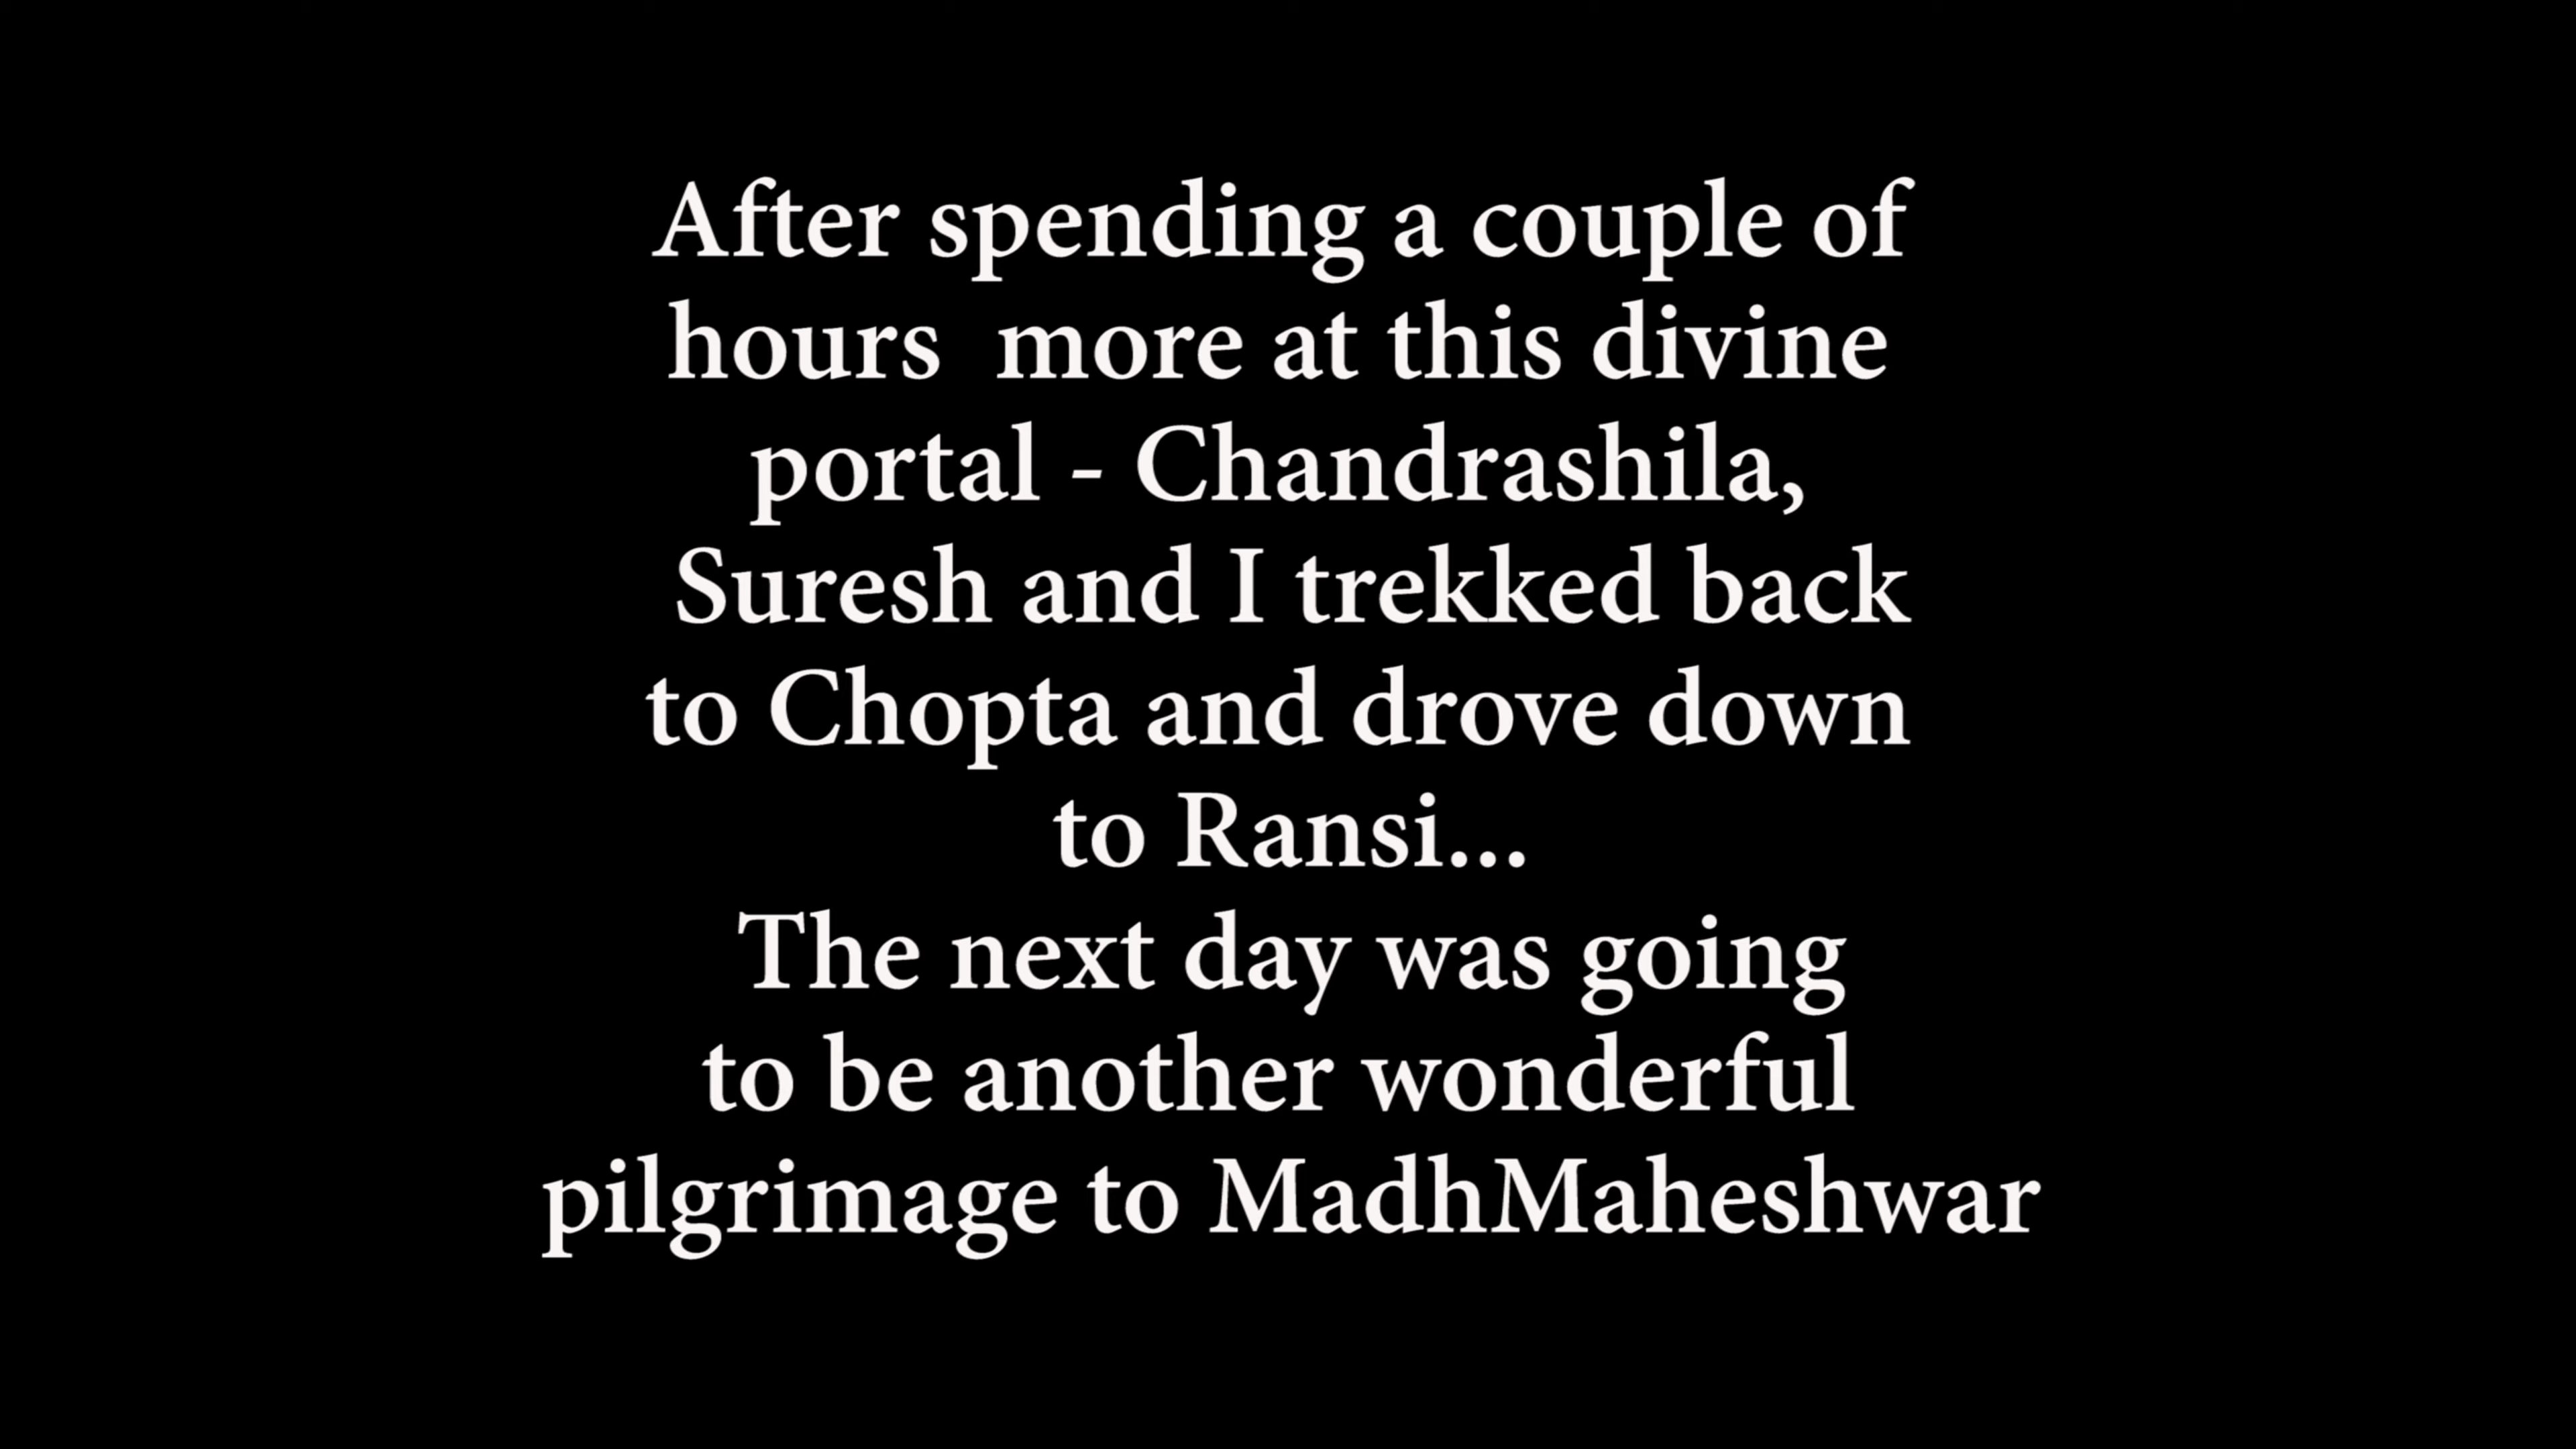 After spending a couple of
hours  more at this divine
portal - Chandrashila,
Suresh and I trekked back
to Chopta and drove down
to Ransi...
The next day was going
to be another wonderful
pilgrimage to MadhMaheshwar